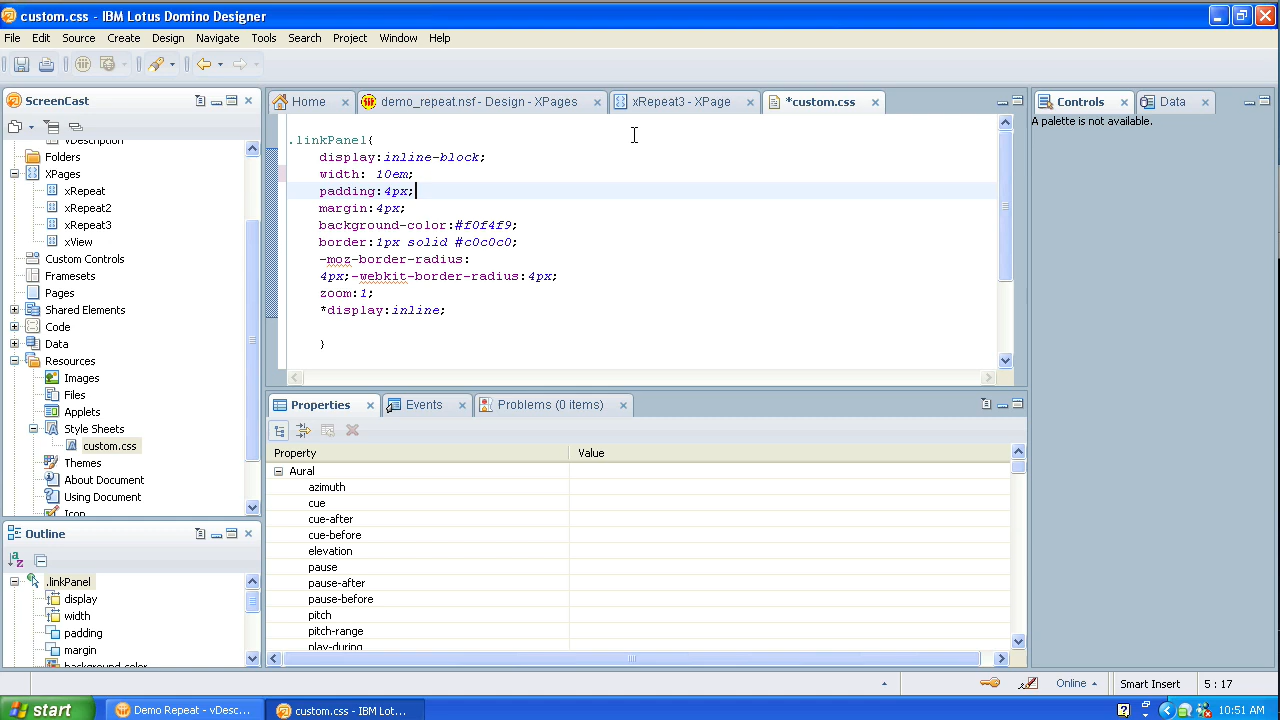 custom.css - IBM Lotus Domino Designer
File Edit Source Create Design Navigate Tools Search Project Window Help
ScreenCast
Home
demo_repeat.nsf - Design - XPages
xRepeat3 - XPage
*custom.css
Controls
Data
A palette is not available.
vDescription
Folders
XPages
xRepeat
xRepeat2
xRepeat3
xView
Custom Controls
Framesets
Pages
Shared Elements
Code
Data
Resources
Images
Files
Applets
Style Sheets
custom.css
Themes
About Document
Using Document
Icon
.linkPanel{
display:inline-block;
width: 10em;
padding:4px;
margin:4px;
background-color:#f0f4f9;
border:1px solid #c0c0c0;
-moz-border-radius:
4px;-webkit-border-radius:4px;
zoom:1;
*display:inline;
}
Properties
Events
Problems (0 items)
Property Value
Aural
azimuth
cue
cue-after
cue-before
elevation
pause
pause-after
pause-before
pitch
pitch-range
play-during
Outline
.linkPanel
display
width
padding
margin
background-color
Online
Smart Insert
5 : 17
start
Demo Repeat - vDesc...
custom.css - IBM Lot...
10:51 AM